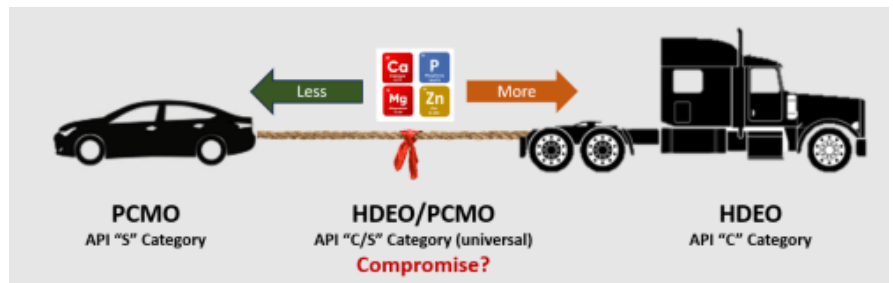 Less
Ca
P
Mg
Zn
More
PCMO
API “S” Category
HDEO/PCMO
API “C/S” Category (universal)
Compromise?
HDEO
API “C” Category